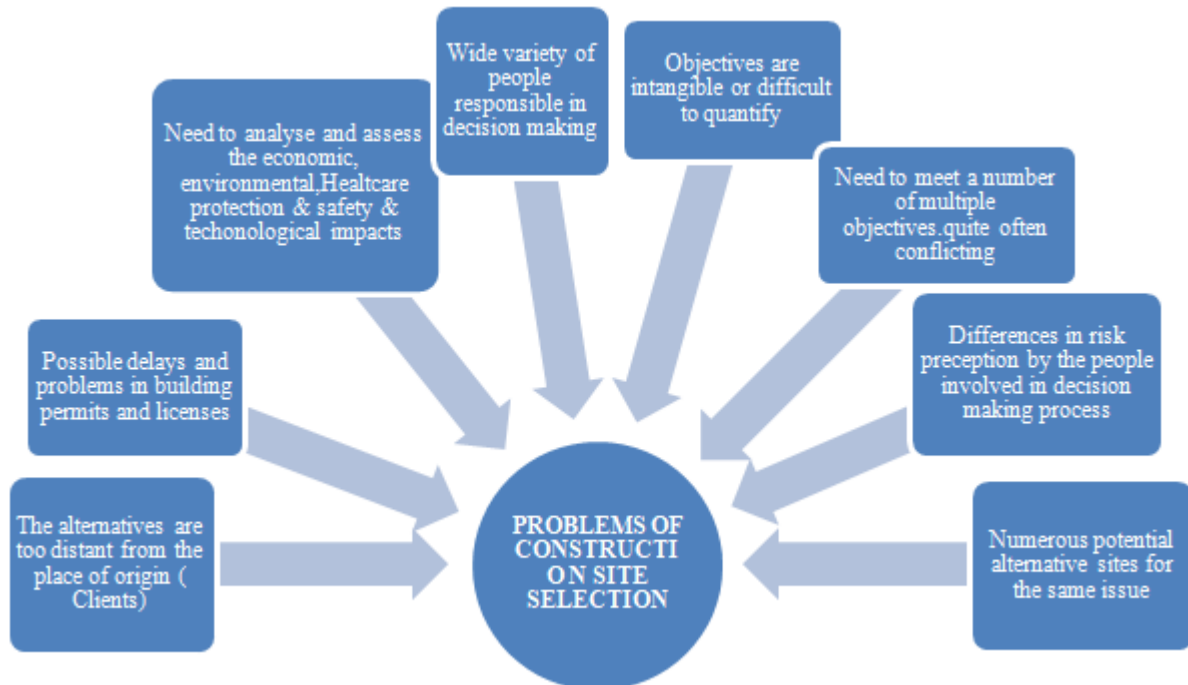 Wide variety of
people
responsible in
decision making
Objectives are
intangible or difficult
to quantify
Need to analyse and assess
the economic,
environmental,Healtcare
protection & safety &
techonological impacts
Need to meet a number
of multiple
objectives.quite often
conflicting
Possible delays and
problems in building
permits and licenses
Differences in risk
preception by the people
involved in decision
making process
The alternatives are
too distant from the
place of origin (
Clients)
PROBLEMS OF
CONSTRUCTI
ON SITE
SELECTION
Numerous potential
alternative sites for
the same issue